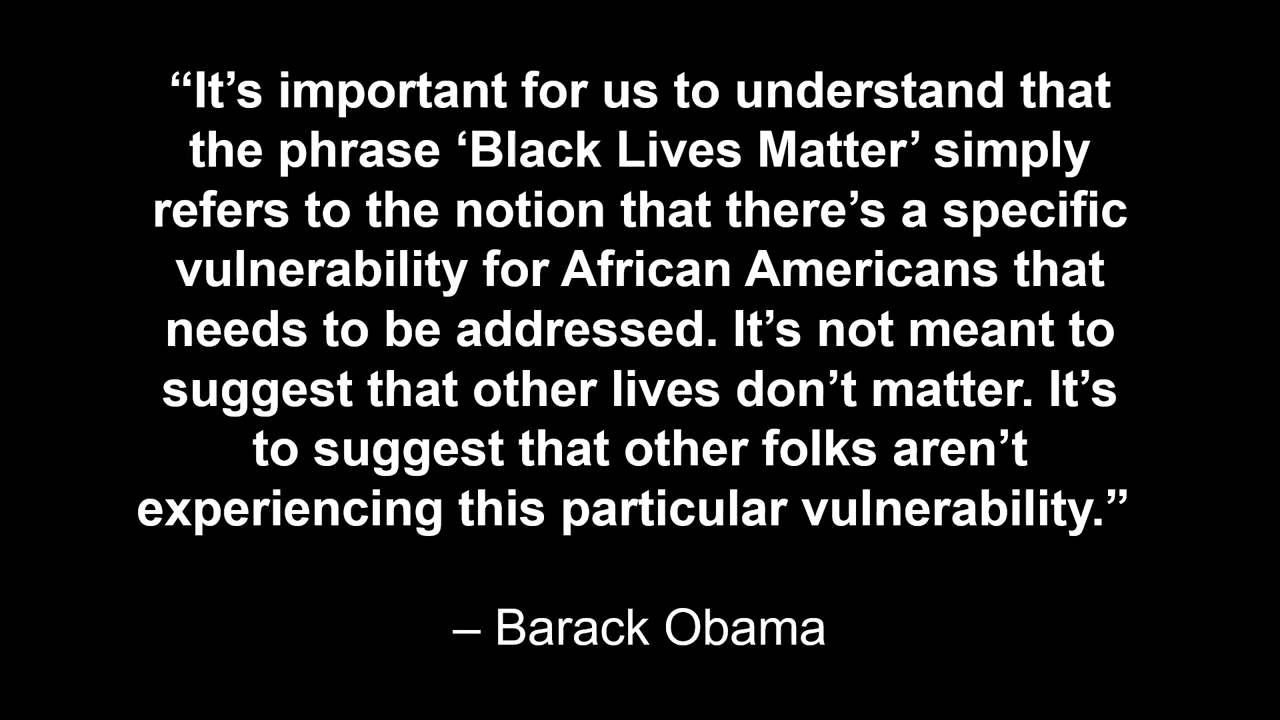 “It’s important for us to understand that
the phrase ‘Black Lives Matter’ simply
refers to the notion that there’s a specific
vulnerability for African Americans that
needs to be addressed. It’s not meant to
suggest that other lives don’t matter. It’s
to suggest that other folks aren’t
experiencing this particular vulnerability.”
– Barack Obama